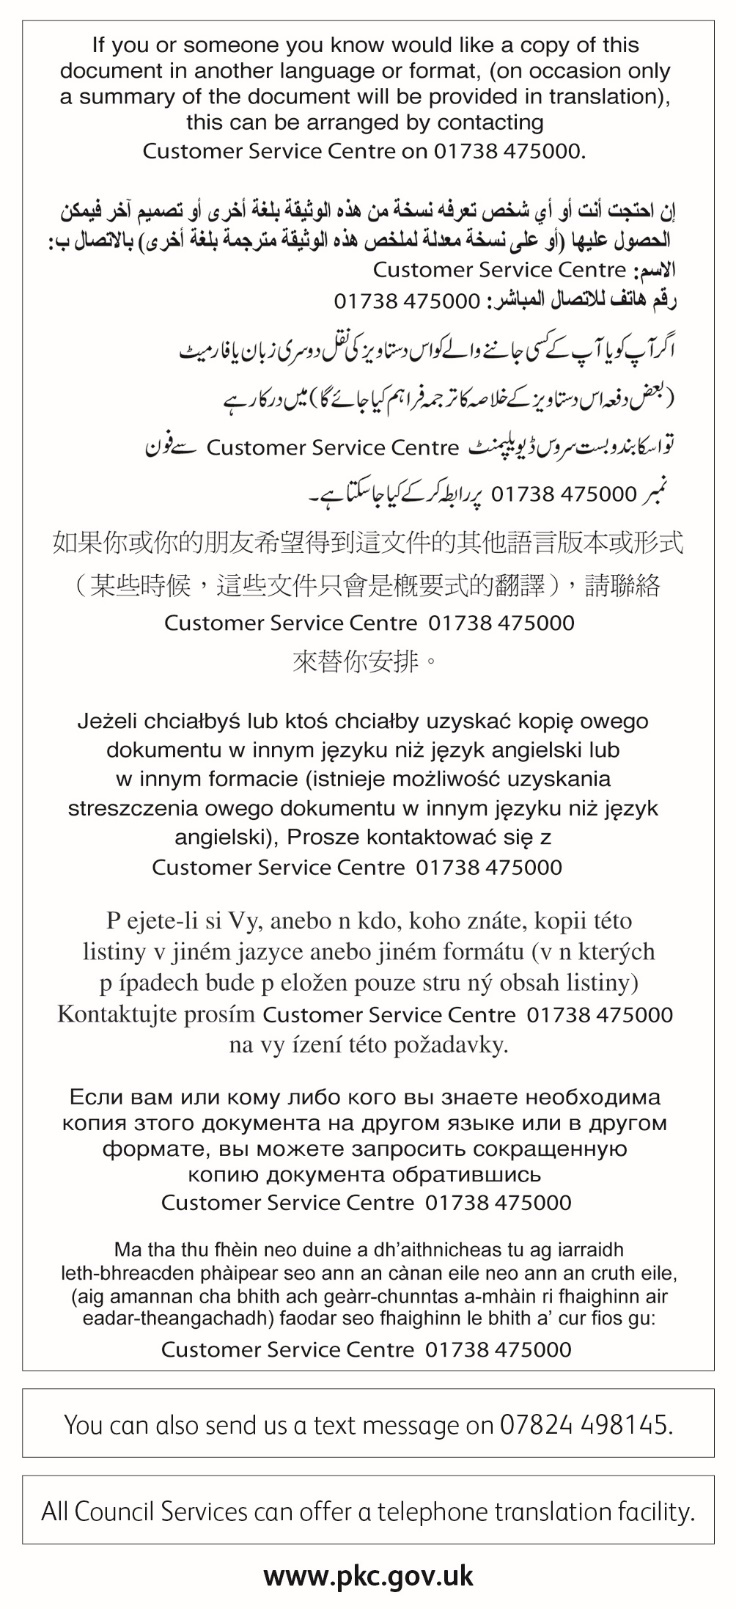 If you or someone you know would like a copy of this
document in another language or format, (on occasion only
a summary of the document will be provided in translation),
this can be arranged by contacting
Customer Service Centre on 01738 475000.
إن احتجت أنت أو أي شخص تعرفه نسخة من هذه الوثيقة بلغة أخرى أو تصميم آخر فيمكن
الحصول عليها (أو على نسخة معدلة لملخص هذه الوثيقة مترجمة بلغة أخرى) بالاتصال ب:
الاسم: Customer Service Centre
رقم هاتف للاتصال المباشر: 01738 475000
اگر آپ کو یا آپ کے کسی جاننے والے کو اس دستاویز کی نقل دوسری زبان یا فارمیٹ
(بعض دفعہ اس دستاویز کے خلاصہ کا ترجمہ فراہم کیا جائے گا) میں درکار ہے
تو اسکا بندوبست سروس ڈیویلپمنٹ Customer Service Centre سے فون
نمبر 01738 475000 پر رابطہ کر کے کیا جا سکتا ہے۔
如果你或你的朋友希望得到這文件的其他語言版本或形式
（某些時候，這些文件只會是概要式的翻譯），請聯絡
Customer Service Centre 01738 475000
來替你安排。
Jeżeli chciałbyś lub ktoś chciałby uzyskać kopię owego
dokumentu w innym języku niż język angielski lub
w innym formacie (istnieje możliwość uzyskania
streszczenia owego dokumentu w innym języku niż język
angielski), Prosze kontaktować się z
Customer Service Centre 01738 475000
P ejete-li si Vy, anebo n kdo, koho znáte, kopii této
listiny v jiném jazyce anebo jiném formátu (v n kterých
p ípadech bude p eložen pouze stru ný obsah listiny)
Kontaktujte prosím Customer Service Centre 01738 475000
na vy ízení této požadavky.
Если вам или кому либо кого вы знаете необходима
копия зтого документа на другом языке или в другом
формате, вы можете запросить сокращенную
копию документа обратившись
Customer Service Centre 01738 475000
Ma tha thu fhèin neo duine a dh’aithnicheas tu ag iarraidh
leth-bhreacden phàipear seo ann an cànan eile neo ann an cruth eile,
(aig amannan cha bhith ach geàrr-chunntas a-mhàin ri fhaighinn air
eadar-theangachadh) faodar seo fhaighinn le bhith a’ cur fios gu:
Customer Service Centre 01738 475000
You can also send us a text message on 07824 498145.
All Council Services can offer a telephone translation facility.
www.pkc.gov.uk